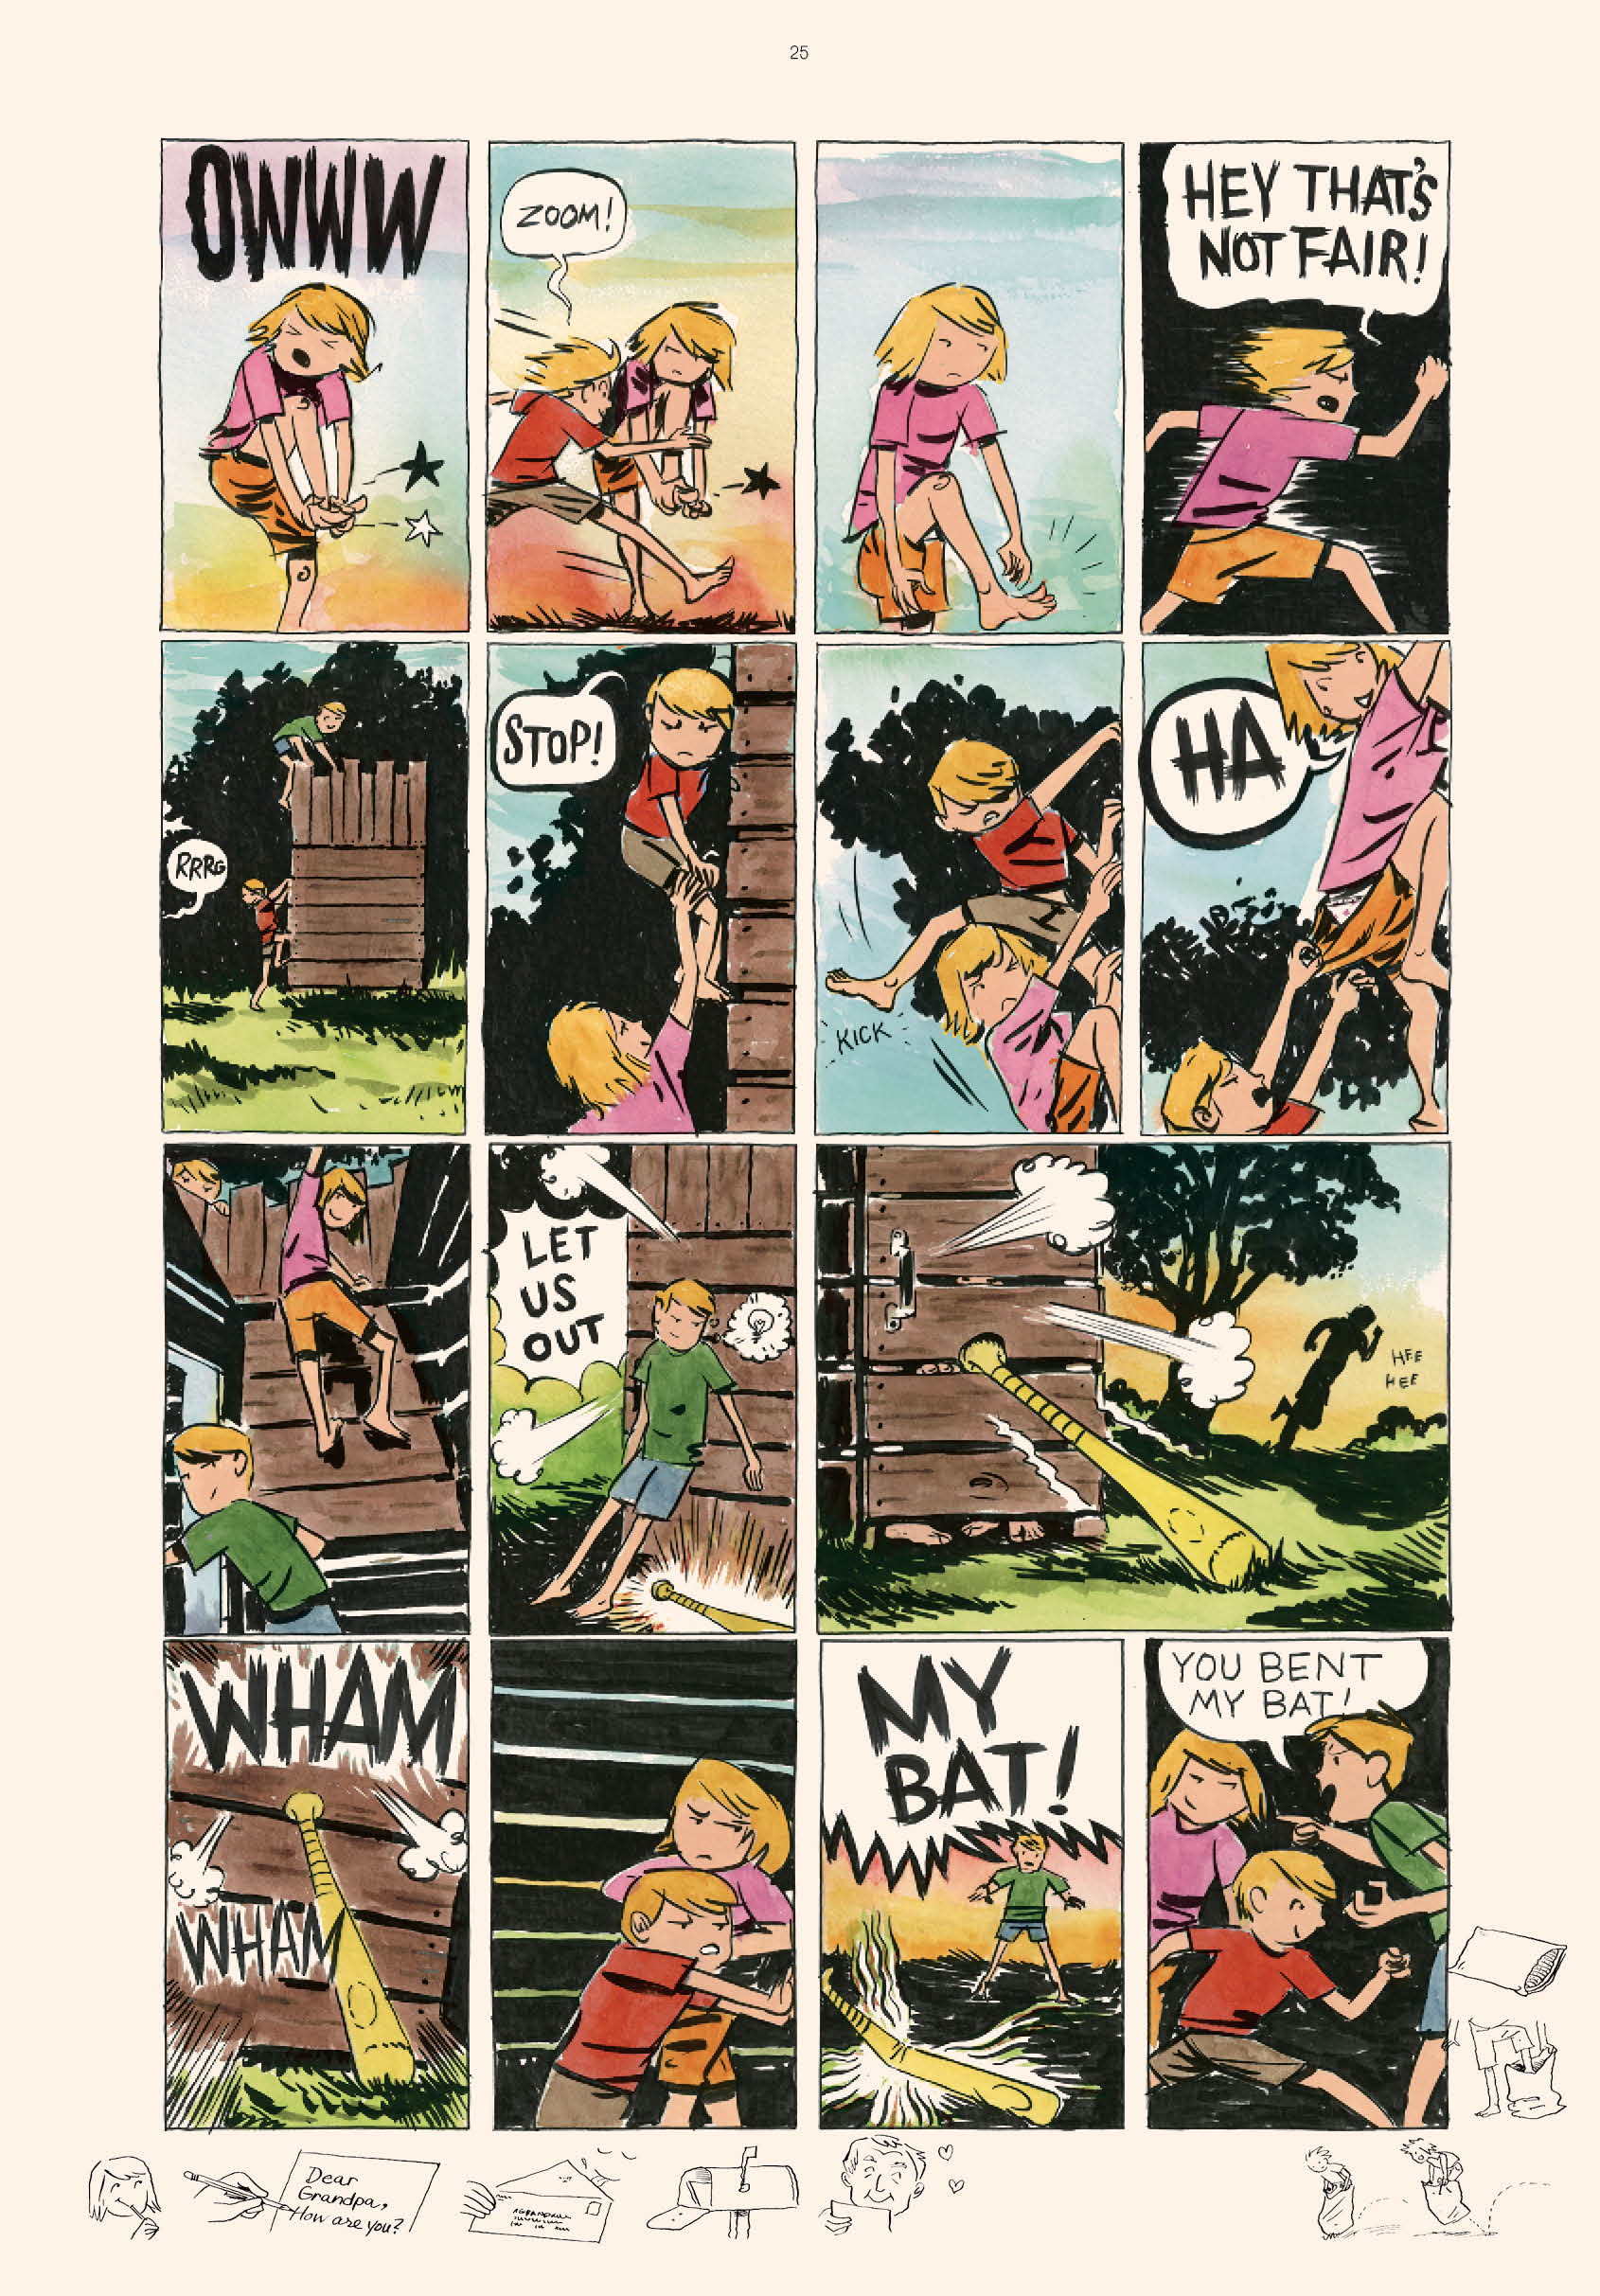 25
OWWW
ZOOM!
HEY THAT'S
NOT FAIR!
RRRG
STOP!
KICK
HA
LET
US
OUT
HEE
HEE
WHAM
WHAM
MY
BAT!
YOU BENT
MY BAT!
Dear
Grandpa,
How are you?